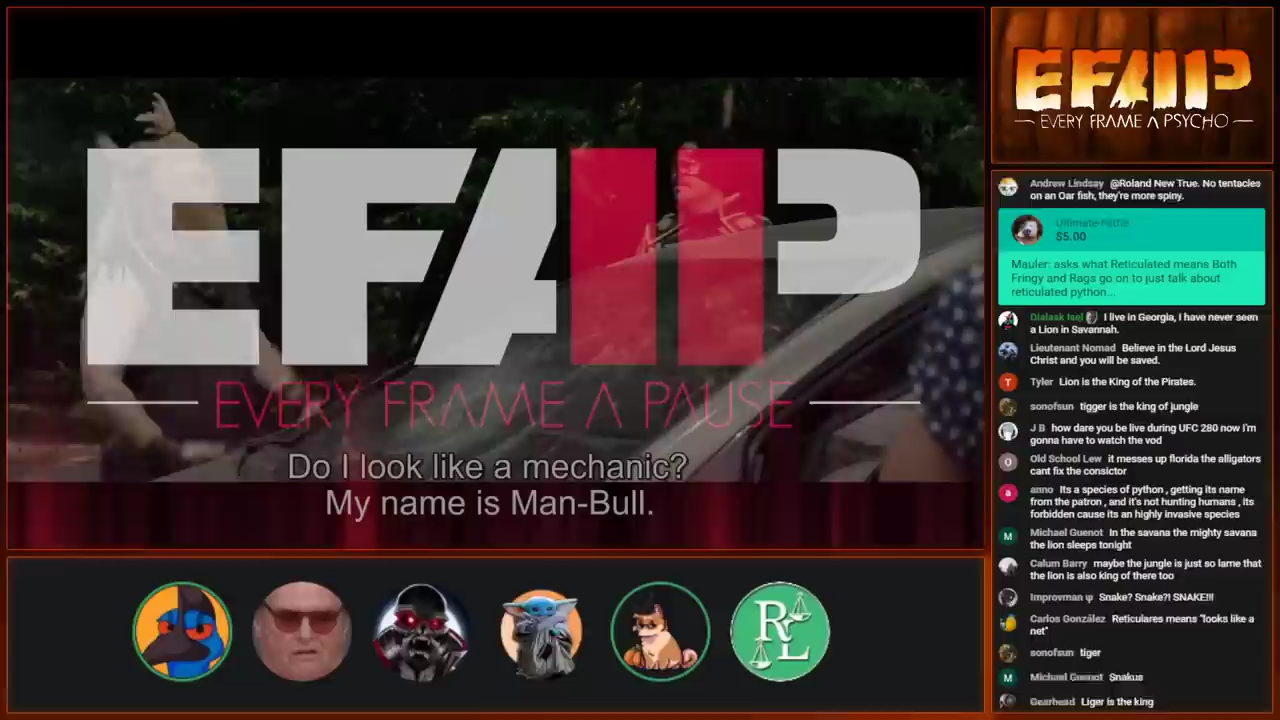 EFAP
EVERY FRAME A PAUSE
Do I look like a mechanic?
My name is Man-Bull.
RL
EFAP
EVERY FRAME A PSYCHO
Andrew Lindsay @Roland New True. No tentacles
on an Oar fish, they're more spiny.
$5.00
Mauler: asks what Reticulated means Both
Fringy and Rags go on to just talk about
reticulated python...
Dialask Isel I live in Georgia, I have never seen
a Lion in Savannah.
Lieutenant Nomad Believe in the Lord Jesus
Christ and you will be saved.
T Tyler Lion is the King of the Pirates.
sonofsun tigger is the king of jungle
J B how dare you be live during UFC 280 now I'm
gonna have to watch the vod
O Old School Lew it messes up florida the alligators
cant fix the consictor
a anno Its a species of python , getting its name
from the patron , and it's not hunting humans , its
forbidden cause its an highly invasive species
M Michael Guenot In the savana the mighty savana
the lion sleeps tonight
Calum Barry maybe the jungle is just so lame that
the lion is also king of there too
Improvman ψ Snake? Snake?! SNAKE!!!
Carlos González Reticulares means "looks like a
net"
sonofsun tiger
M Michael Guenot Snakus
Gearhead Liger is the king